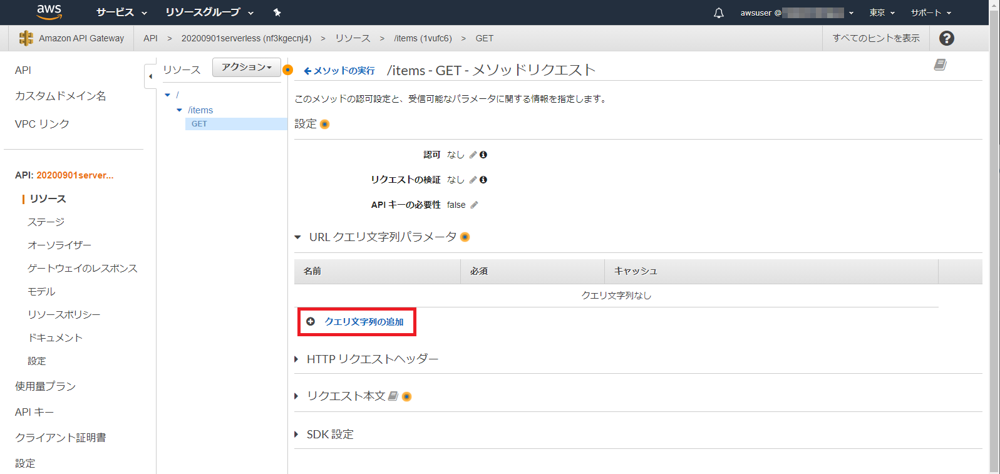 aws サービス リソースグループ awsuser @ 東京 サポート
Amazon API Gateway API > 20200901serverless (nf3kgecnj4) > リソース > /items (1vufc6) > GET すべてのヒントを表示
API
カスタムドメイン名
VPC リンク
API: 20200901server...
リソース
ステージ
オーソライザー
ゲートウェイのレスポンス
モデル
リソースポリシー
ドキュメント
設定
使用量プラン
API キー
クライアント証明書
設定
リソース アクション
/
/items
GET
メソッドの実行 /items - GET - メソッドリクエスト
このメソッドの認可設定と、受信可能なパラメータに関する情報を指定します。
設定
認可 なし
リクエストの検証 なし
API キーの必要性 false
URL クエリ文字列パラメータ
名前 必須 キャッシュ
クエリ文字列なし
クエリ文字列の追加
HTTP リクエストヘッダー
リクエスト本文
SDK 設定